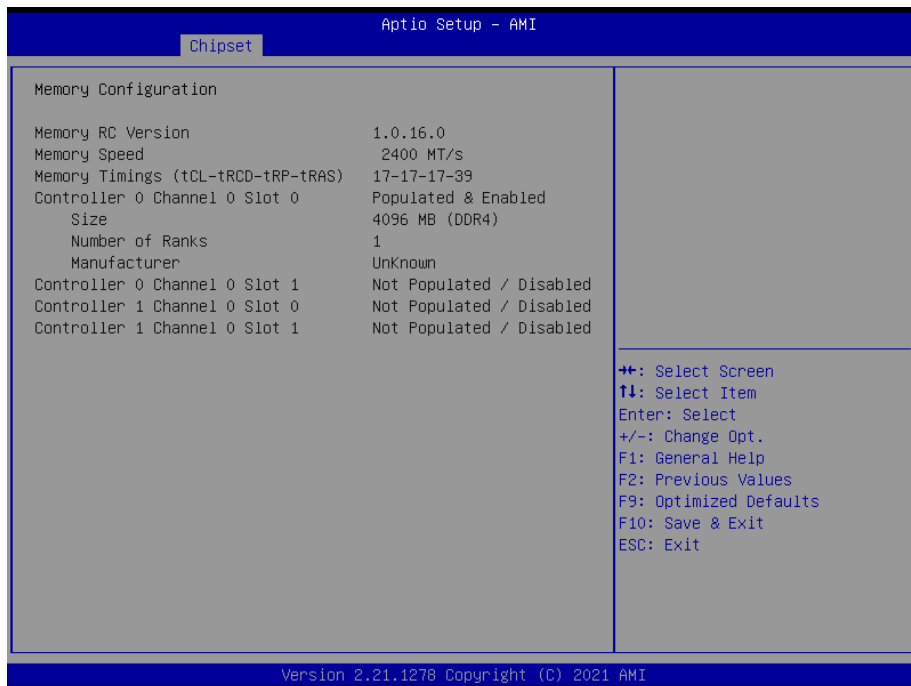 Aptio Setup – AMI
Chipset
Memory Configuration
Memory RC Version 1.0.16.0
Memory Speed 2400 MT/s
Memory Timings (tCL-tRCD-tRP-tRAS) 17-17-17-39
Controller 0 Channel 0 Slot 0 Populated & Enabled
Size 4096 MB (DDR4)
Number of Ranks 1
Manufacturer UnKnown
Controller 0 Channel 0 Slot 1 Not Populated / Disabled
Controller 1 Channel 0 Slot 0 Not Populated / Disabled
Controller 1 Channel 0 Slot 1 Not Populated / Disabled
→←: Select Screen
↑↓: Select Item
Enter: Select
+/-: Change Opt.
F1: General Help
F2: Previous Values
F9: Optimized Defaults
F10: Save & Exit
ESC: Exit
Version 2.21.1278 Copyright (C) 2021 AMI